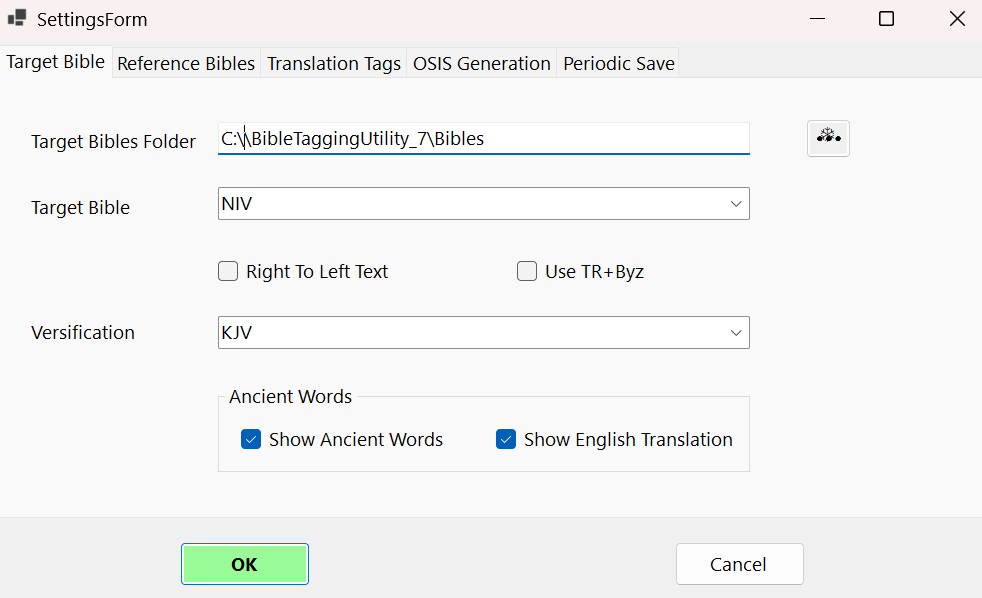 SettingsForm
Target Bible Reference Bibles Translation Tags OSIS Generation Periodic Save
Target Bibles Folder C:\\BibleTaggingUtility_7\Bibles
Target Bible NIV
Right To Left Text Use TR+Byz
Versification KJV
Ancient Words
Show Ancient Words Show English Translation
OK Cancel